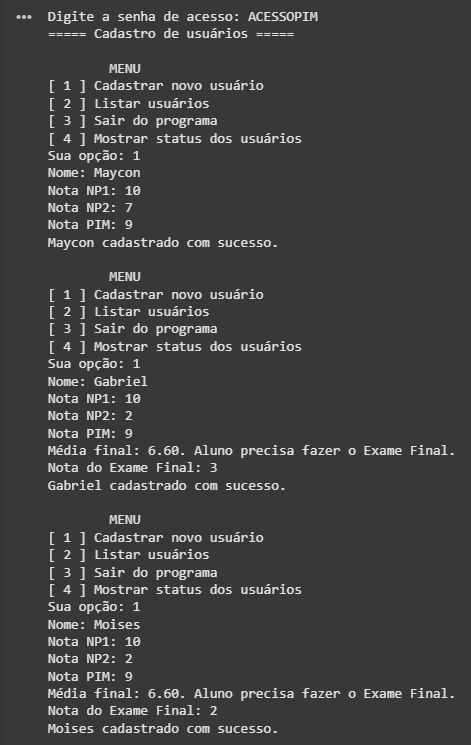 Digite a senha de acesso: ACESSOPIM
===== Cadastro de usuários =====
MENU
[ 1 ] Cadastrar novo usuário
[ 2 ] Listar usuários
[ 3 ] Sair do programa
[ 4 ] Mostrar status dos usuários
Sua opção: 1
Nome: Maycon
Nota NP1: 10
Nota NP2: 7
Nota PIM: 9
Maycon cadastrado com sucesso.
MENU
[ 1 ] Cadastrar novo usuário
[ 2 ] Listar usuários
[ 3 ] Sair do programa
[ 4 ] Mostrar status dos usuários
Sua opção: 1
Nome: Gabriel
Nota NP1: 10
Nota NP2: 2
Nota PIM: 9
Média final: 6.60. Aluno precisa fazer o Exame Final.
Nota do Exame Final: 3
Gabriel cadastrado com sucesso.
MENU
[ 1 ] Cadastrar novo usuário
[ 2 ] Listar usuários
[ 3 ] Sair do programa
[ 4 ] Mostrar status dos usuários
Sua opção: 1
Nome: Moises
Nota NP1: 10
Nota NP2: 2
Nota PIM: 9
Média final: 6.60. Aluno precisa fazer o Exame Final.
Nota do Exame Final: 2
Moises cadastrado com sucesso.